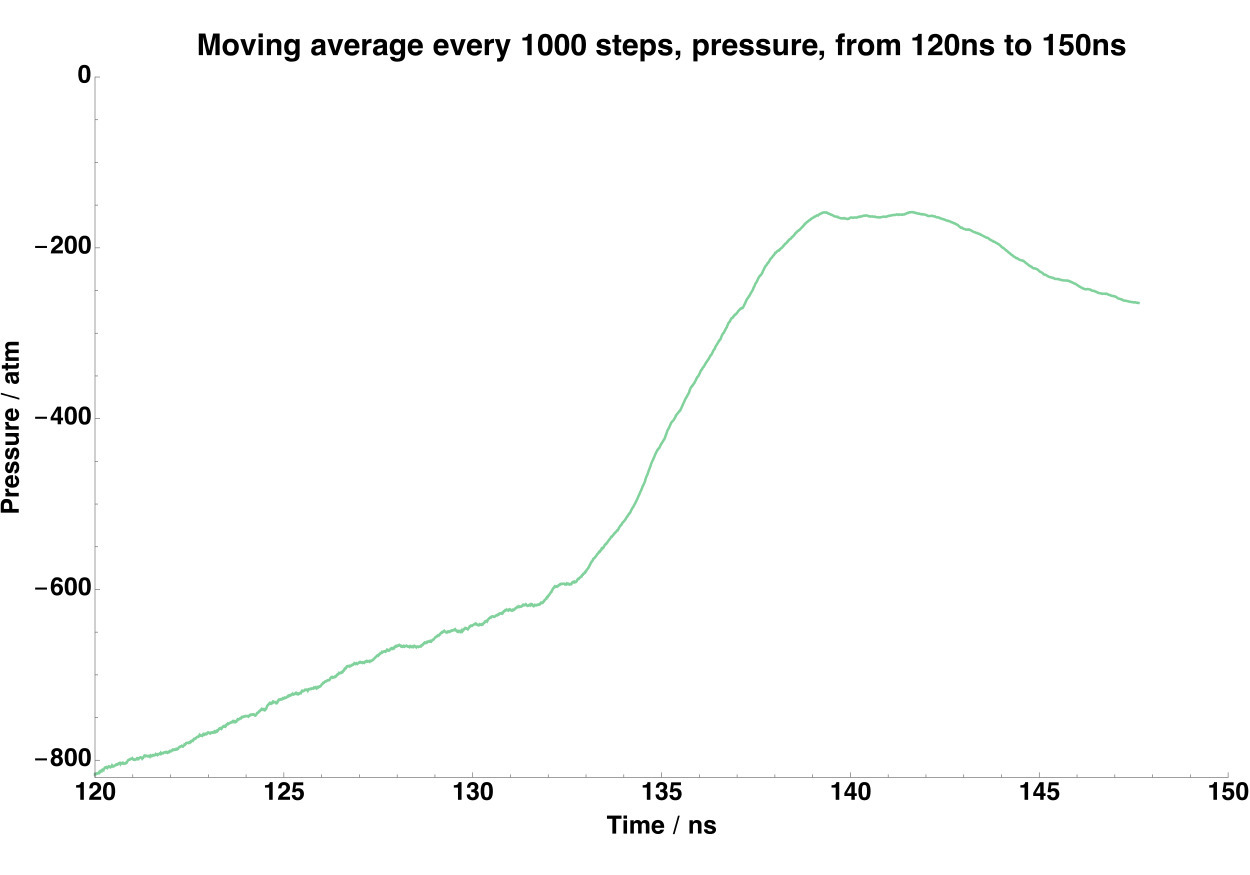 Moving average every 1000 steps, pressure, from 120ns to 150ns
0
−200
−400
−600
−800
Pressure / atm
120 125 130 135 140 145 150
Time / ns